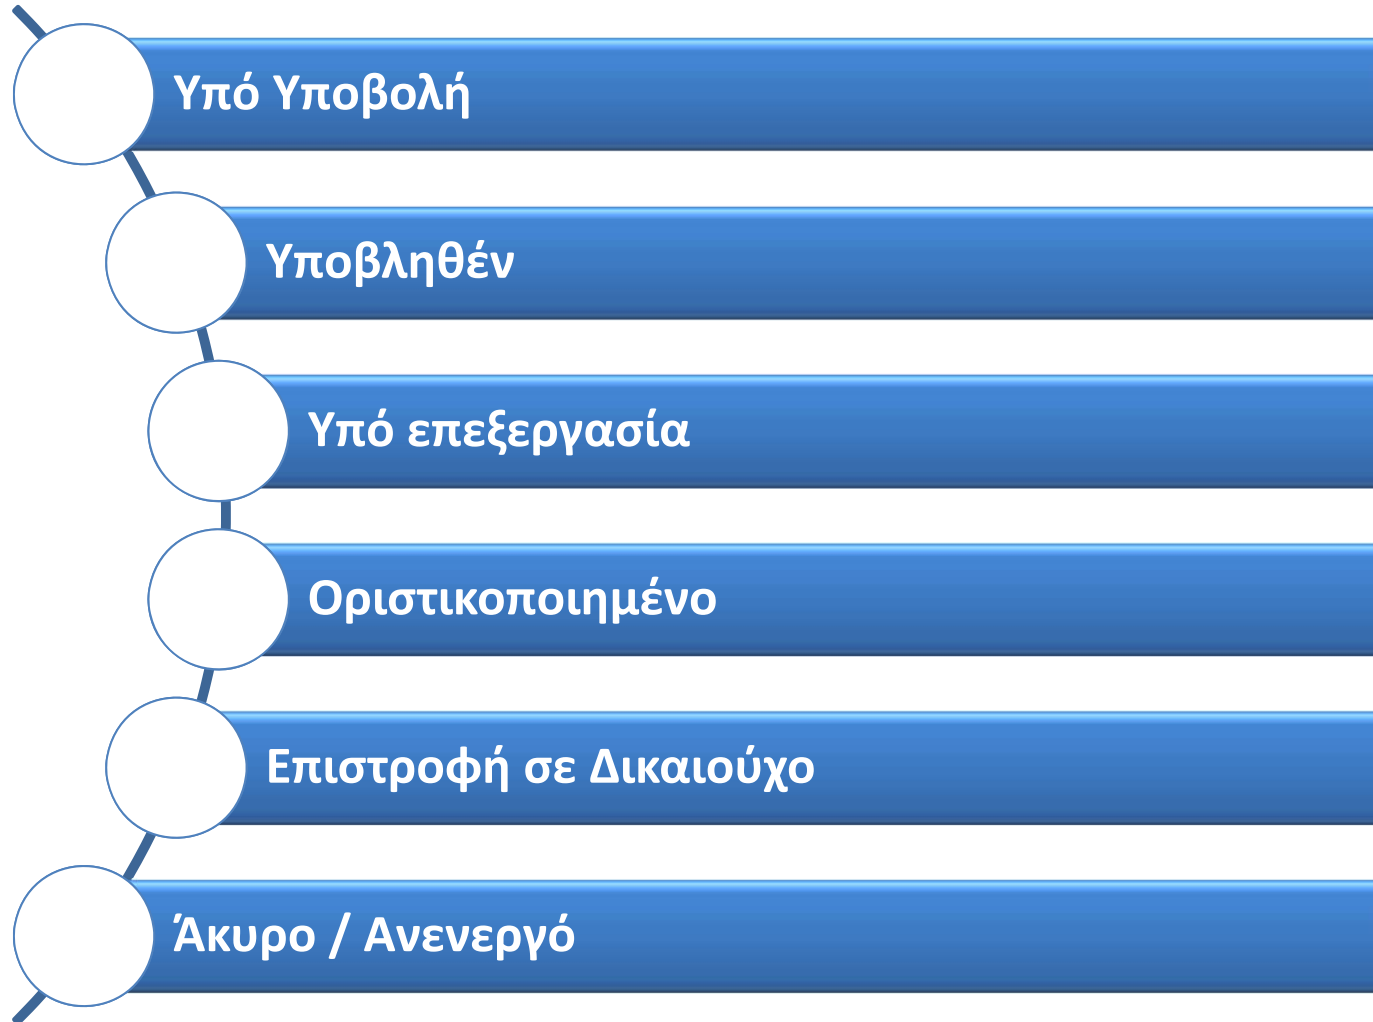 Υπό Υποβολή
Υποβληθέν
Υπό επεξεργασία
Οριστικοποιημένο
Επιστροφή σε Δικαιούχο
Άκυρο / Ανενεργό